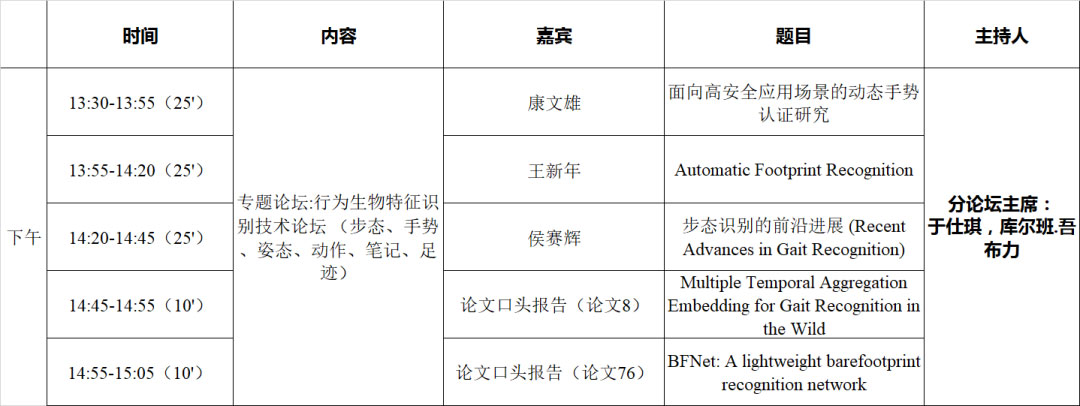 时间 内容 嘉宾 题目 主持人
下午
13:30-13:55（25'）
康文雄
面向高安全应用场景的动态手势
认证研究
13:55-14:20（25'）
王新年
Automatic Footprint Recognition
专题论坛:行为生物特征识
别技术论坛 （步态、手势
、姿态、动作、笔记、足
迹）
14:20-14:45（25'）
侯赛辉
步态识别的前沿进展 (Recent
Advances in Gait Recognition)
分论坛主席：
于仕琪，库尔班.吾
布力
14:45-14:55（10'）
论文口头报告（论文8）
Multiple Temporal Aggregation
Embedding for Gait Recognition in
the Wild
14:55-15:05（10'）
论文口头报告（论文76）
BFNet: A lightweight barefootprint
recognition network